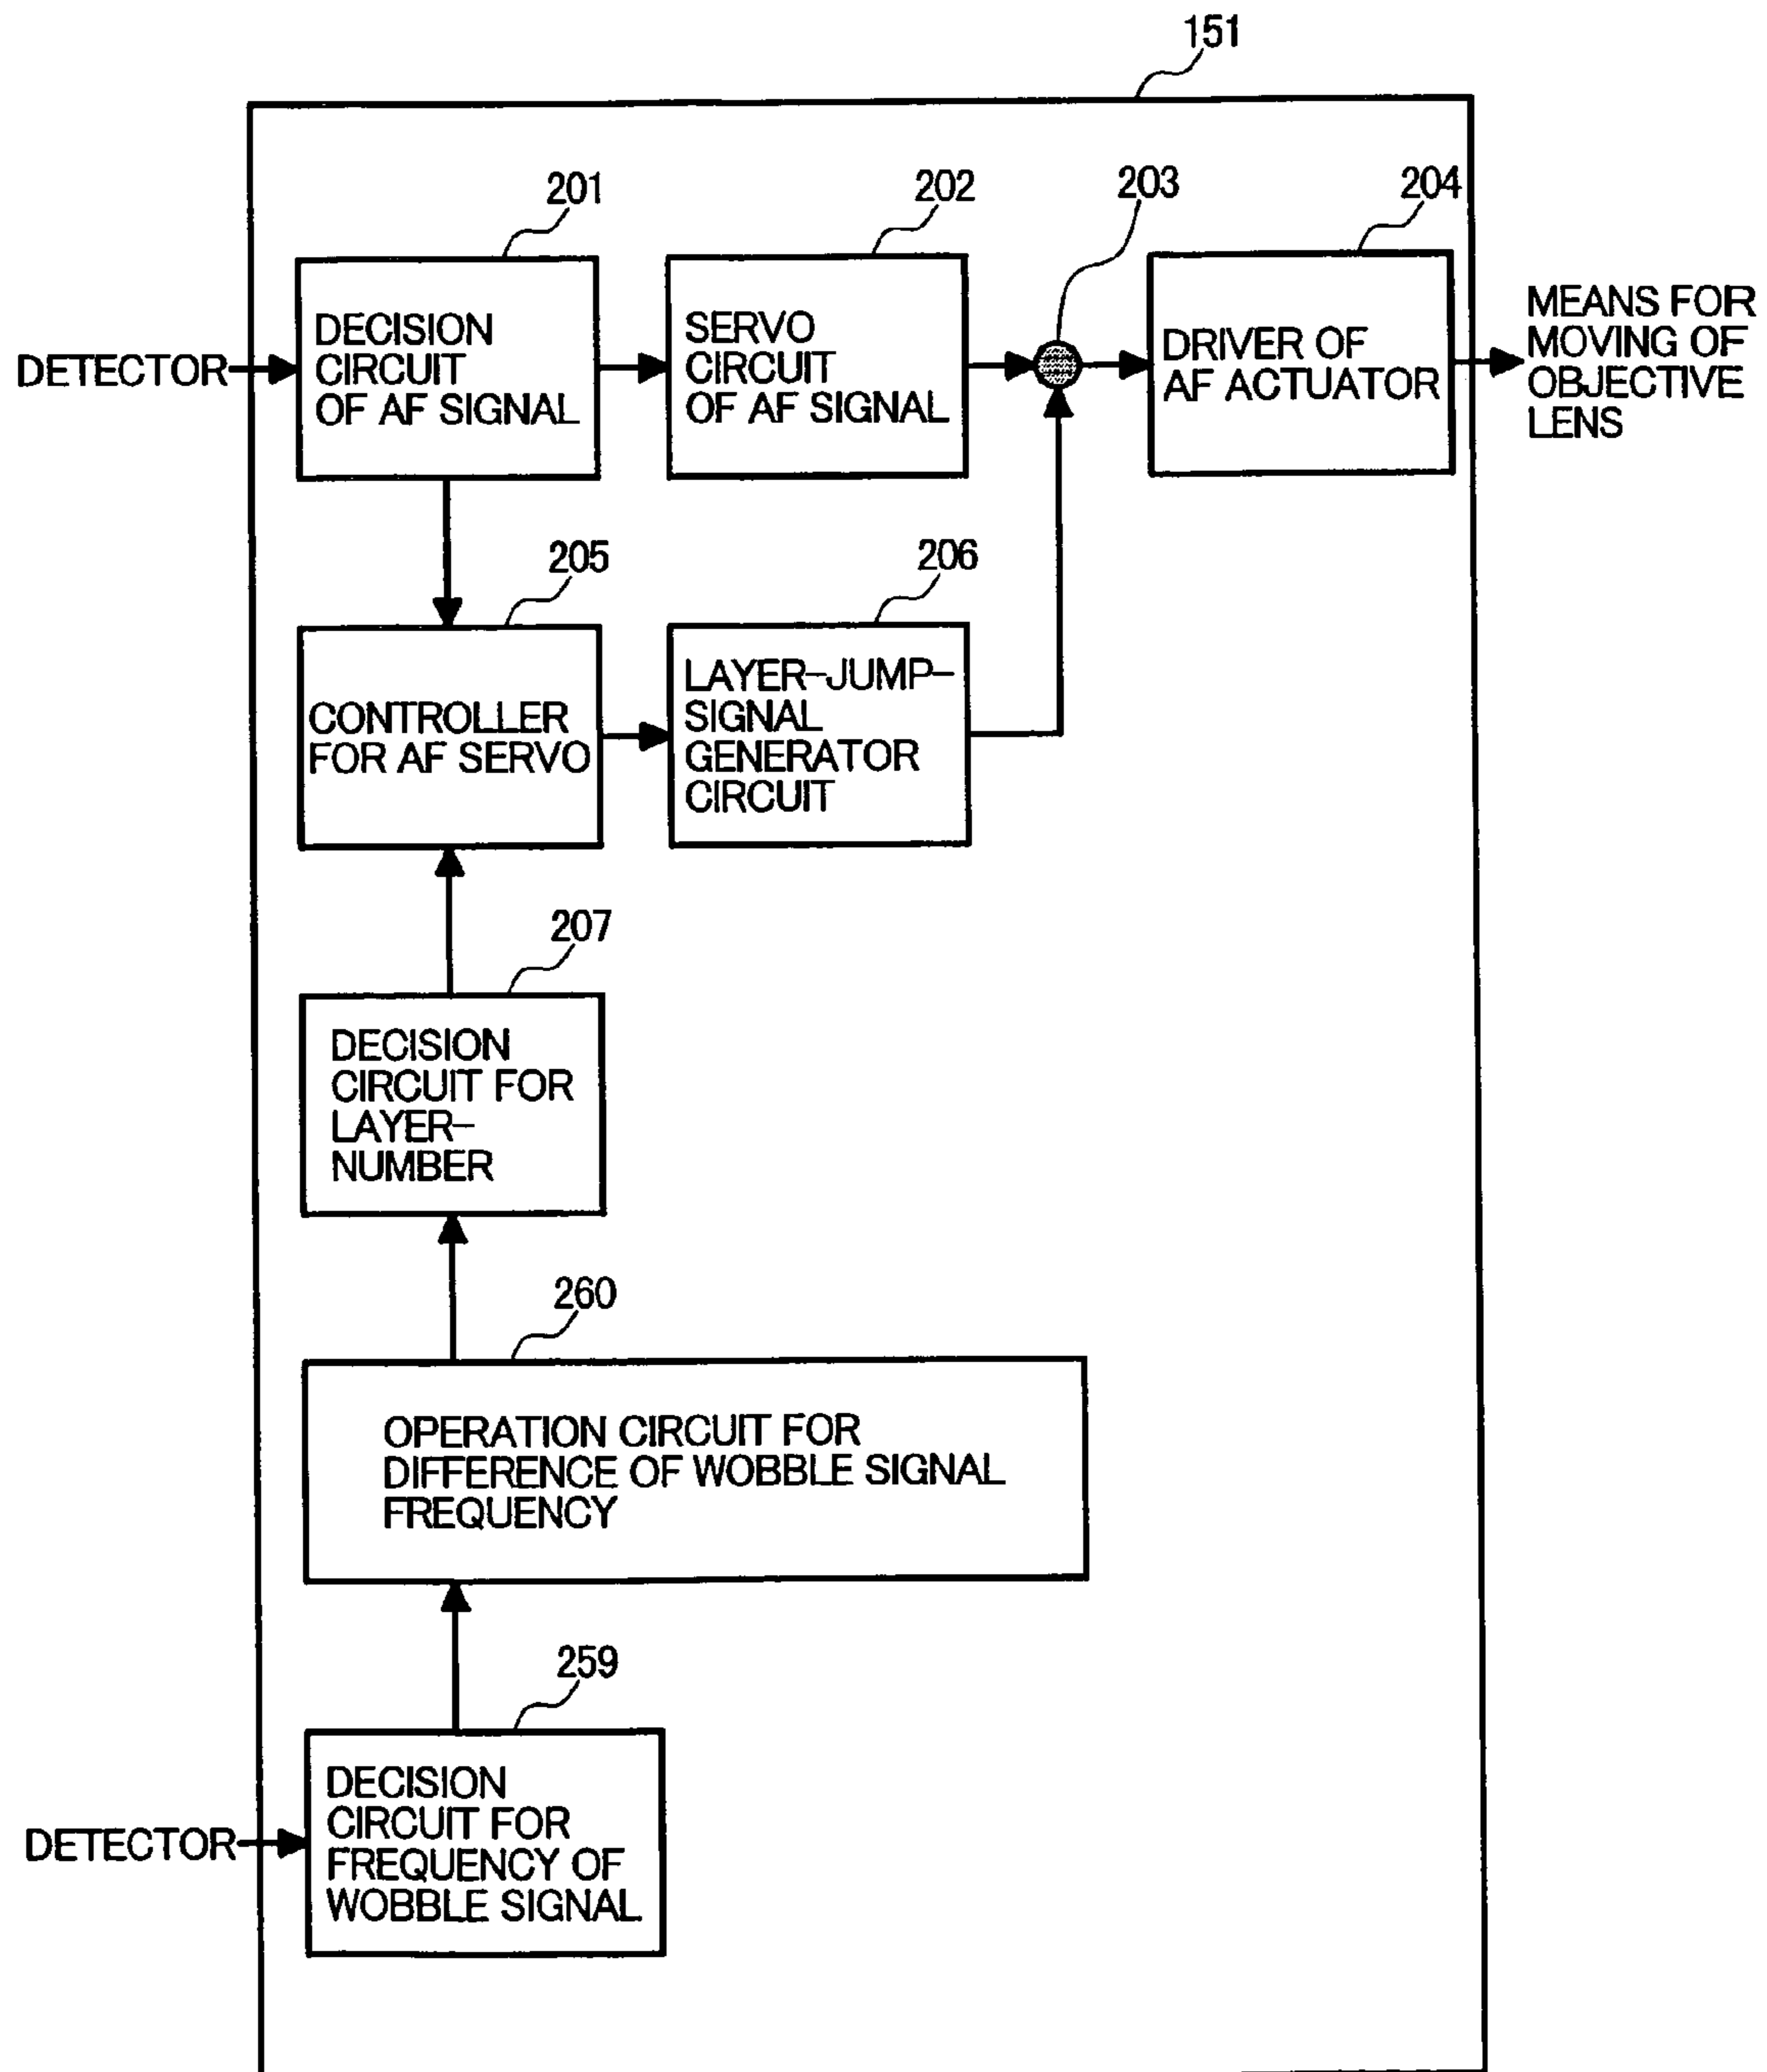 151
201
202
203
204
DETECTOR
DECISION
CIRCUIT
OF AF SIGNAL
SERVO
CIRCUIT
OF AF SIGNAL
DRIVER OF
AF ACTUATOR
MEANS FOR
MOVING OF
OBJECTIVE
LENS
205
206
CONTROLLER
FOR AF SERVO
LAYER-JUMP-
SIGNAL
GENERATOR
CIRCUIT
207
DECISION
CIRCUIT FOR
LAYER-
NUMBER
260
OPERATION CIRCUIT FOR
DIFFERENCE OF WOBBLE SIGNAL
FREQUENCY
259
DETECTOR
DECISION
CIRCUIT FOR
FREQUENCY OF
WOBBLE SIGNAL